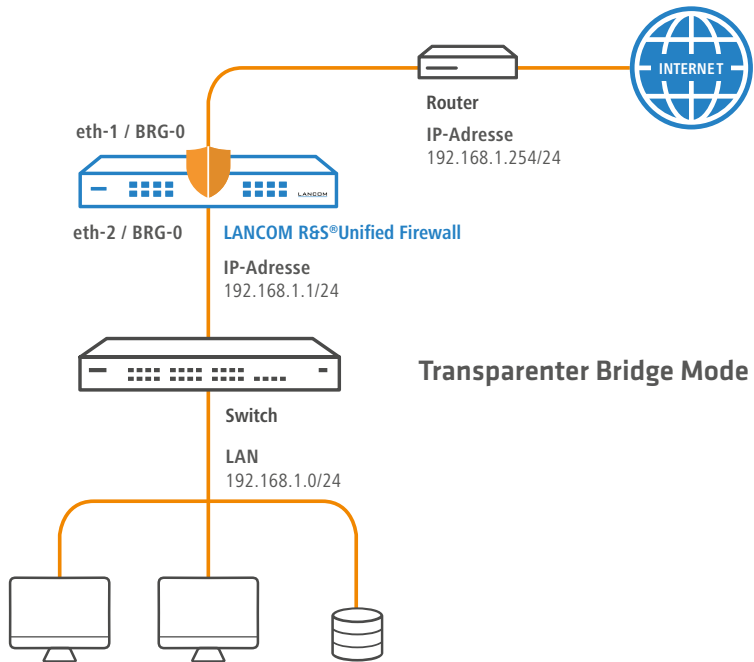 INTERNET
Router
IP-Adresse
192.168.1.254/24
eth-1 / BRG-0
LANCOM
eth-2 / BRG-0
LANCOM R&S®Unified Firewall
IP-Adresse
192.168.1.1/24
Transparenter Bridge Mode
Switch
LAN
192.168.1.0/24